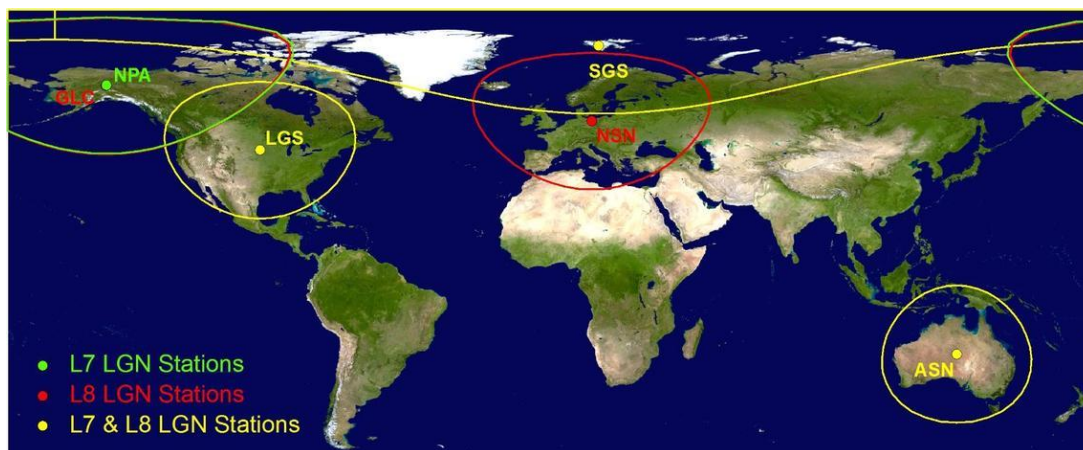 NPA
SGS
GLC
NSN
LGS
ASN
L7 LGN Stations
L8 LGN Stations
L7 & L8 LGN Stations